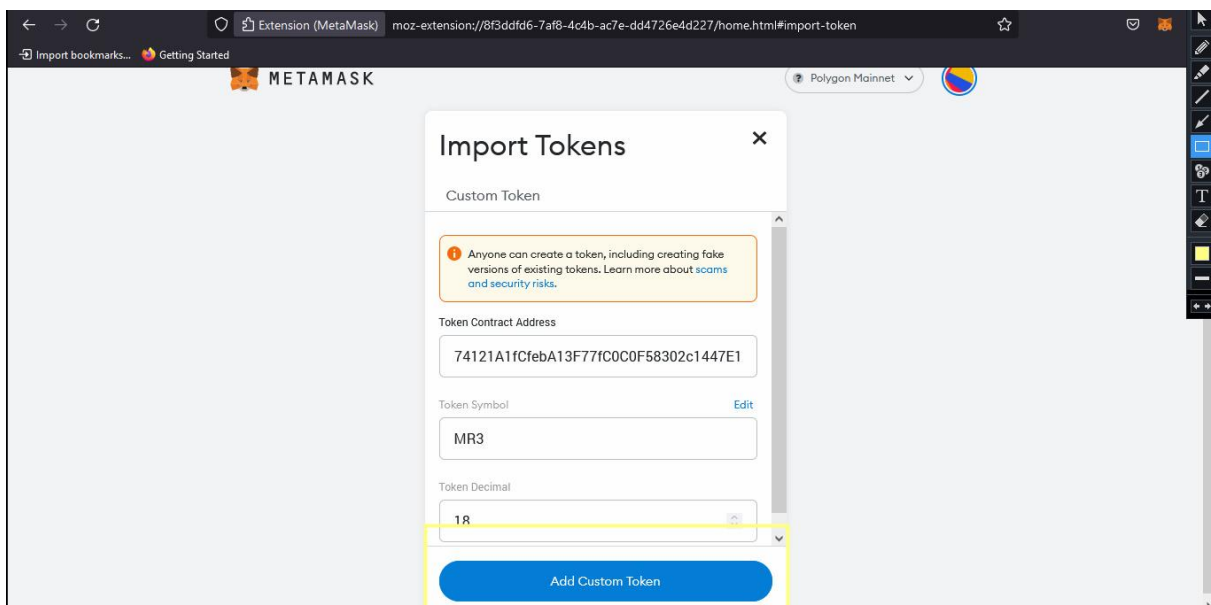 Extension (MetaMask)
moz-extension://8f3ddfd6-7af8-4c4b-ac7e-dd4726e4d227/home.html#import-token
Import bookmarks...
Getting Started
METAMASK
? Polygon Mainnet
Import Tokens
Custom Token
Anyone can create a token, including creating fake
versions of existing tokens. Learn more about scams
and security risks.
Token Contract Address
74121A1fCfebA13F77fC0C0F58302c1447E1
Token Symbol
Edit
MR3
Token Decimal
18
Add Custom Token
T